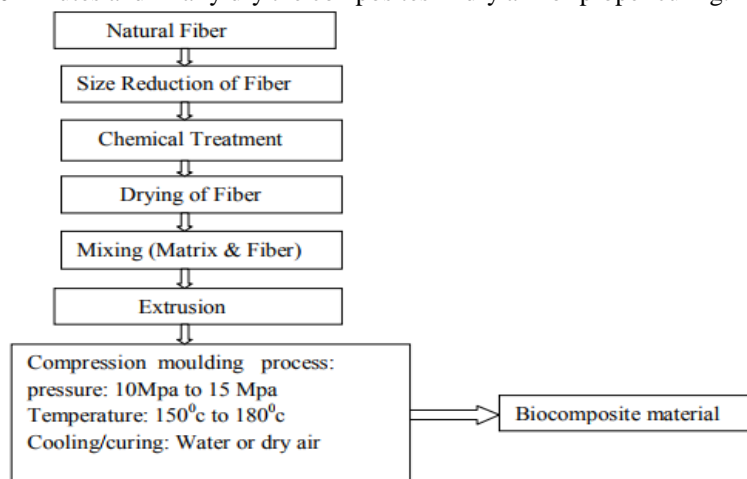 Natural Fiber
Size Reduction of Fiber
Chemical Treatment
Drying of Fiber
Mixing (Matrix & Fiber)
Extrusion
Compression moulding process:
pressure: 10Mpa to 15 Mpa
Temperature: 150⁰c to 180⁰c
Cooling/curing: Water or dry air
Biocomposite material